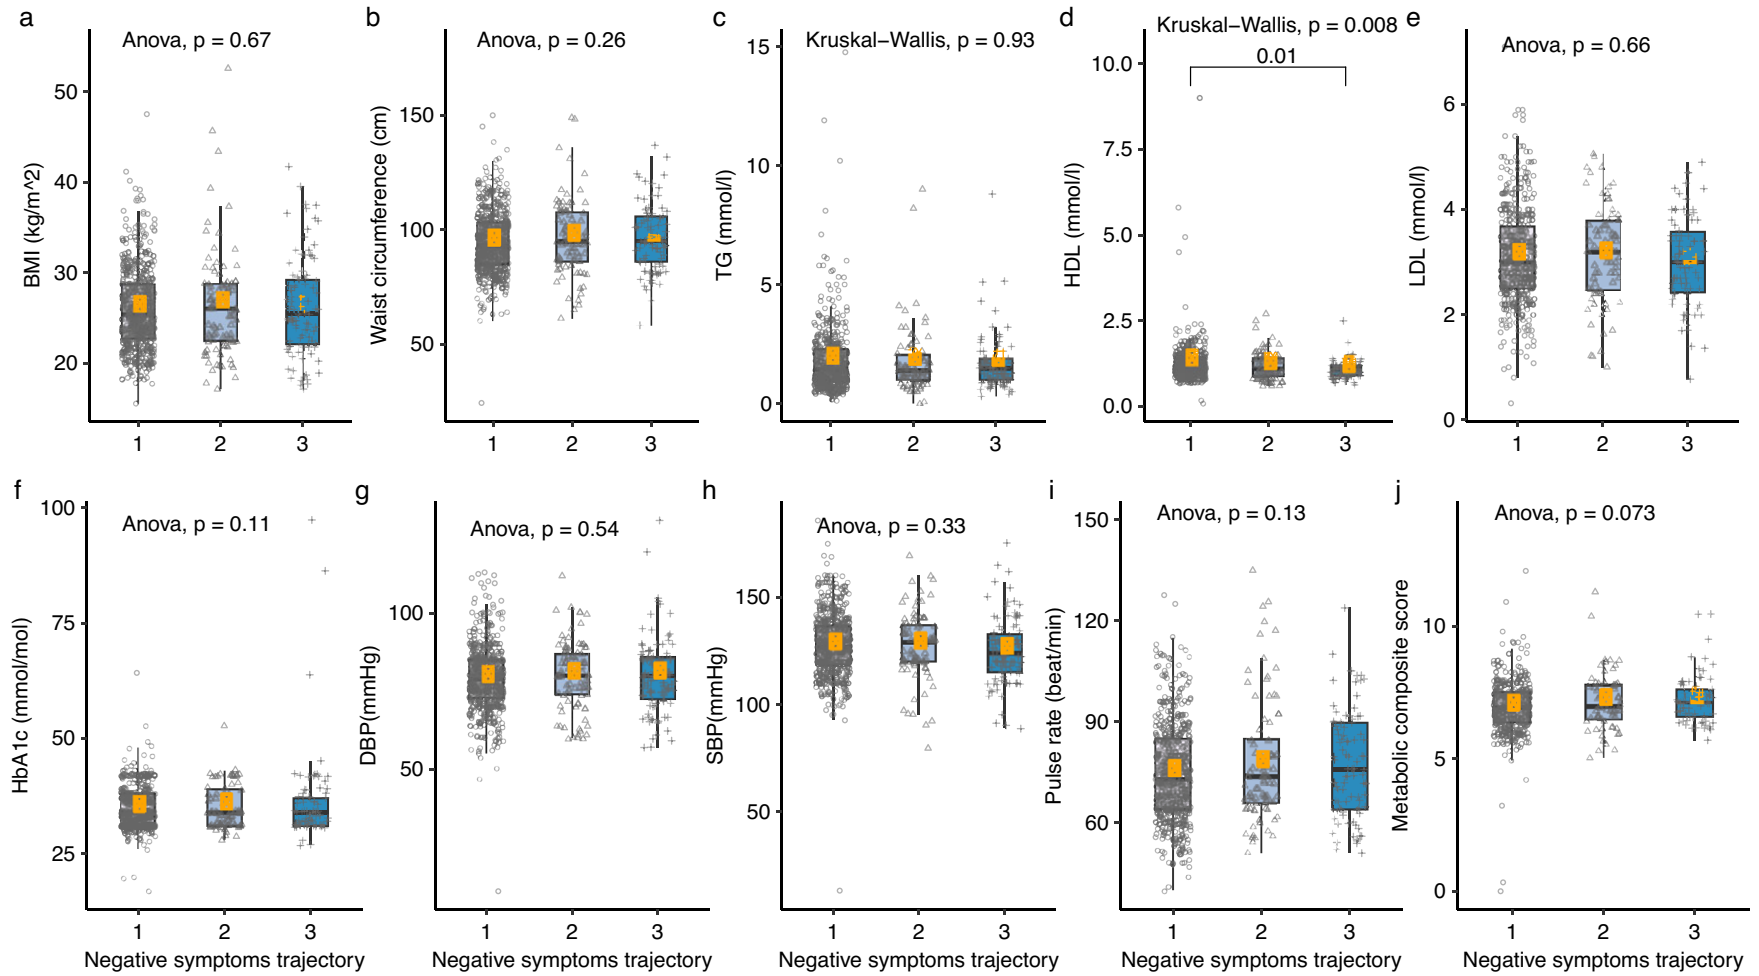 a
Anova, p = 0.67
BMI (kg/m^2)
50
40
30
20
1
2
3
b
Anova, p = 0.26
Waist circumference (cm)
150
100
50
1
2
3
c
Kruskal−Wallis, p = 0.93
TG (mmol/l)
15
10
5
0
1
2
3
d
Kruskal−Wallis, p = 0.008
0.01
HDL (mmol/l)
10.0
7.5
5.0
2.5
0.0
1
2
3
e
Anova, p = 0.66
LDL (mmol/l)
6
4
2
0
1
2
3
f
Anova, p = 0.11
HbA1c (mmol/mol)
100
75
50
25
1
2
3
Negative symptoms trajectory
g
Anova, p = 0.54
DBP(mmHg)
100
50
1
2
3
Negative symptoms trajectory
h
Anova, p = 0.33
SBP(mmHg)
150
100
50
1
2
3
Negative symptoms trajectory
i
Anova, p = 0.13
Pulse rate (beat/min)
150
120
90
60
1
2
3
Negative symptoms trajectory
j
Anova, p = 0.073
Metabolic composite score
10
5
0
1
2
3
Negative symptoms trajectory